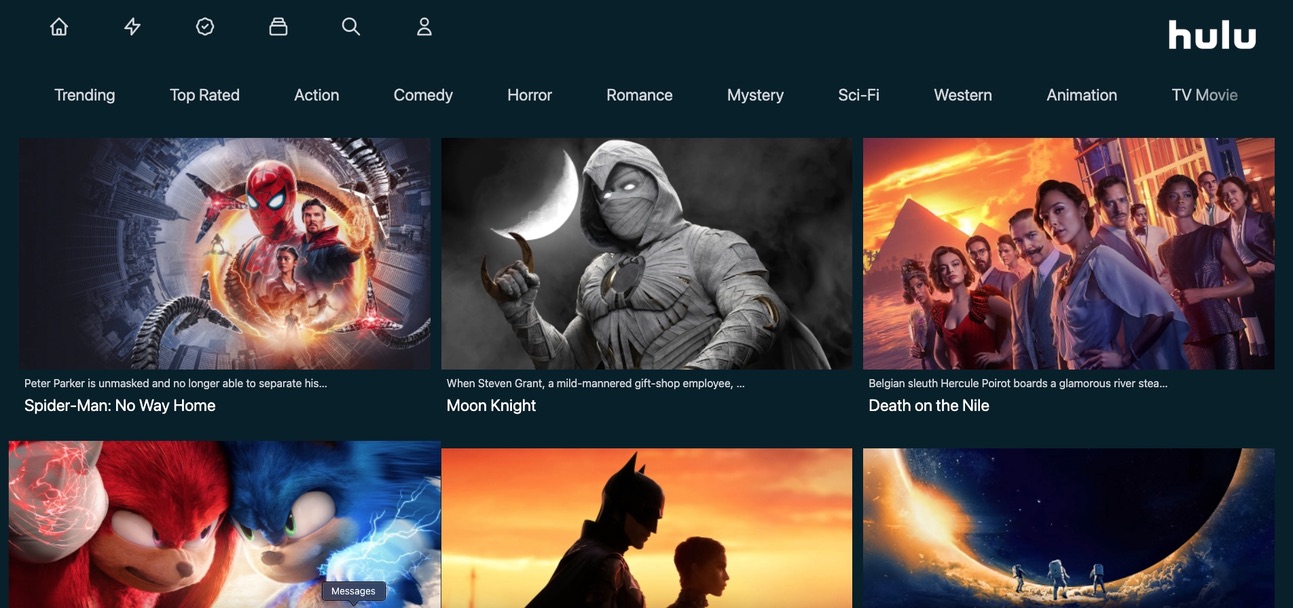 hulu
Trending Top Rated Action Comedy Horror Romance Mystery Sci-Fi Western Animation TV Movie
Peter Parker is unmasked and no longer able to separate his...
Spider-Man: No Way Home
When Steven Grant, a mild-mannered gift-shop employee, ...
Moon Knight
Belgian sleuth Hercule Poirot boards a glamorous river stea...
Death on the Nile
Messages